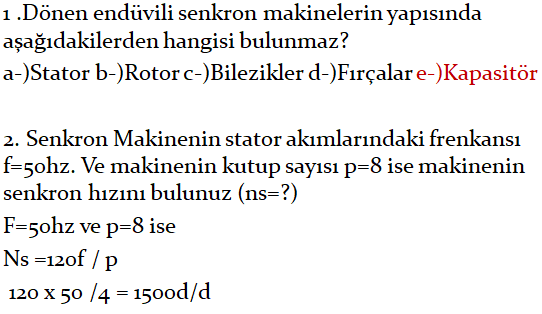 1 .Dönen endüvili senkron makinelerin yapısında
aşağıdakilerden hangisi bulunmaz?
a-)Stator b-)Rotor c-)Bilezikler d-)Fırçalar e-)Kapasitör
2. Senkron Makinenin stator akımlarındaki frenkansı
f=50hz. Ve makinenin kutup sayısı p=8 ise makinenin
senkron hızını bulunuz (ns=?)
F=50hz ve p=8 ise
Ns =120f / p
120 x 50 /4 = 1500d/d